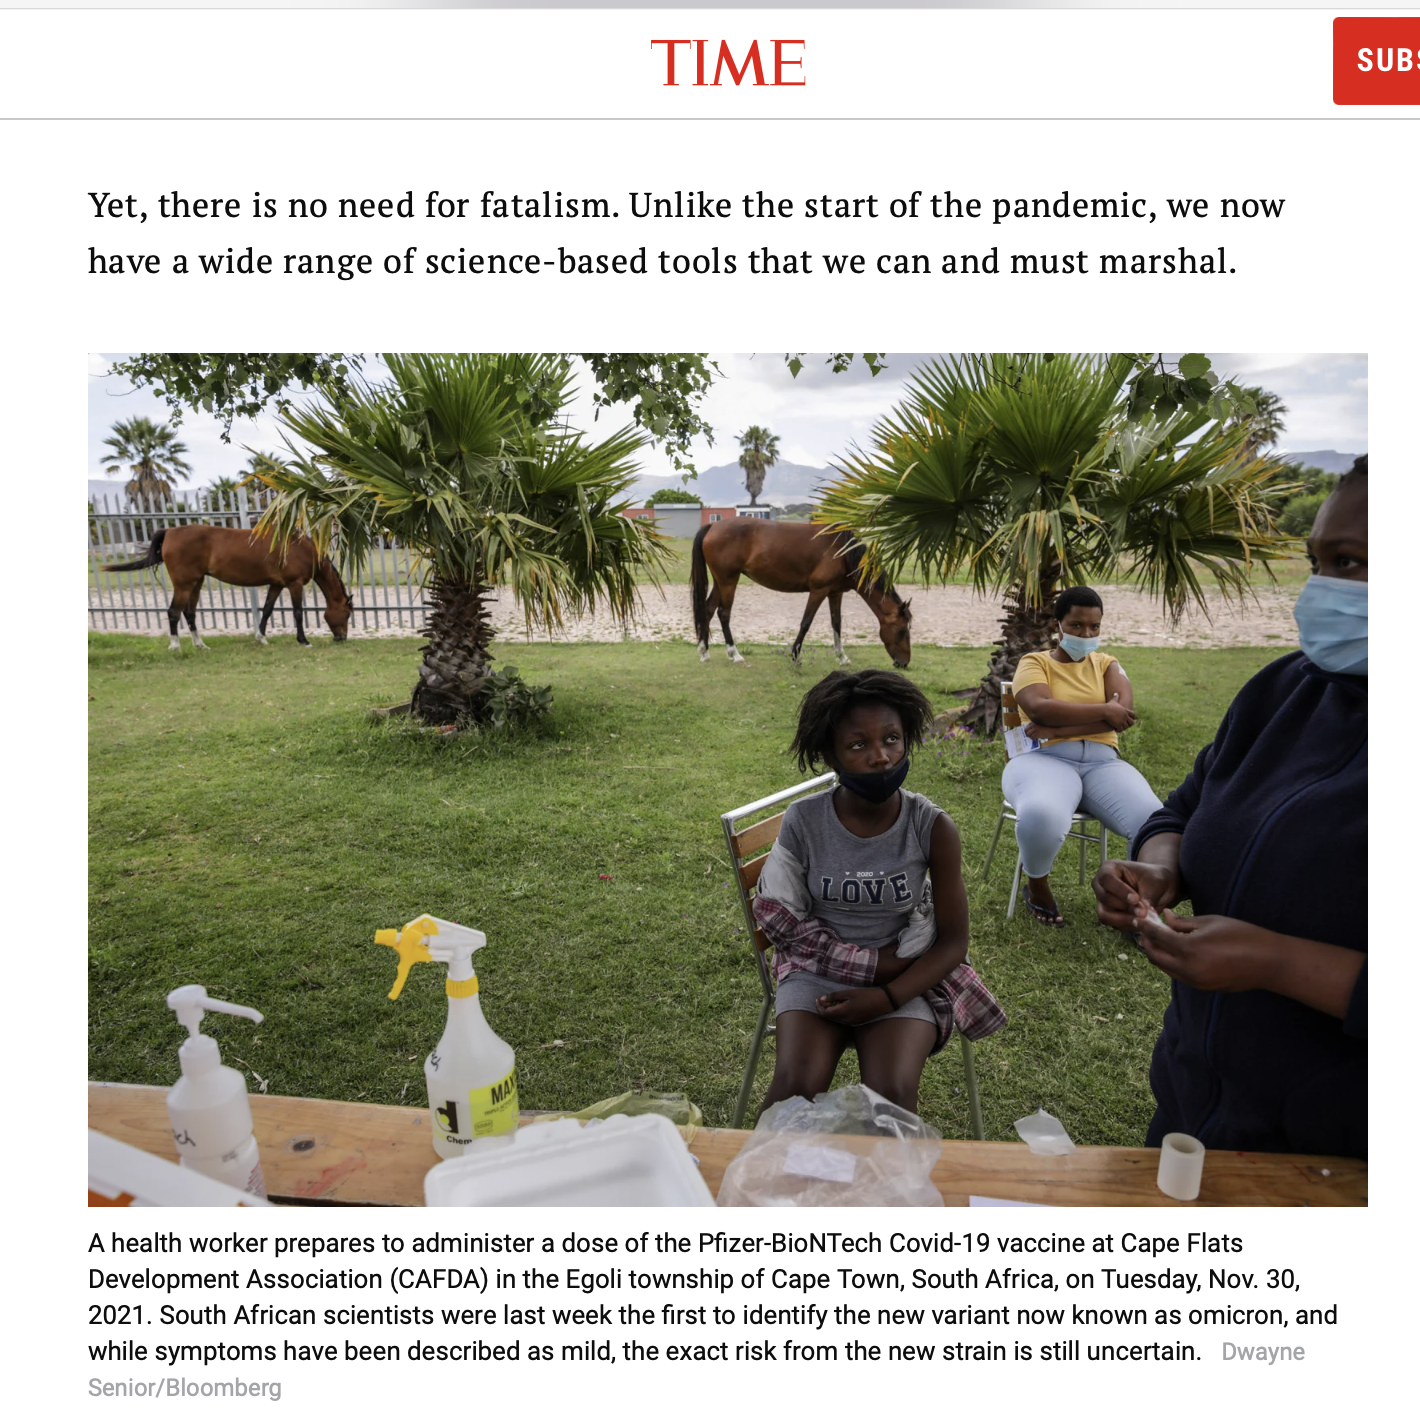 TIME
SUBS
Yet, there is no need for fatalism. Unlike the start of the pandemic, we now
have a wide range of science-based tools that we can and must marshal.
2020
LOVE
MAX
Chem
A health worker prepares to administer a dose of the Pfizer-BioNTech Covid-19 vaccine at Cape Flats
Development Association (CAFDA) in the Egoli township of Cape Town, South Africa, on Tuesday, Nov. 30,
2021. South African scientists were last week the first to identify the new variant now known as omicron, and
while symptoms have been described as mild, the exact risk from the new strain is still uncertain. Dwayne
Senior/Bloomberg